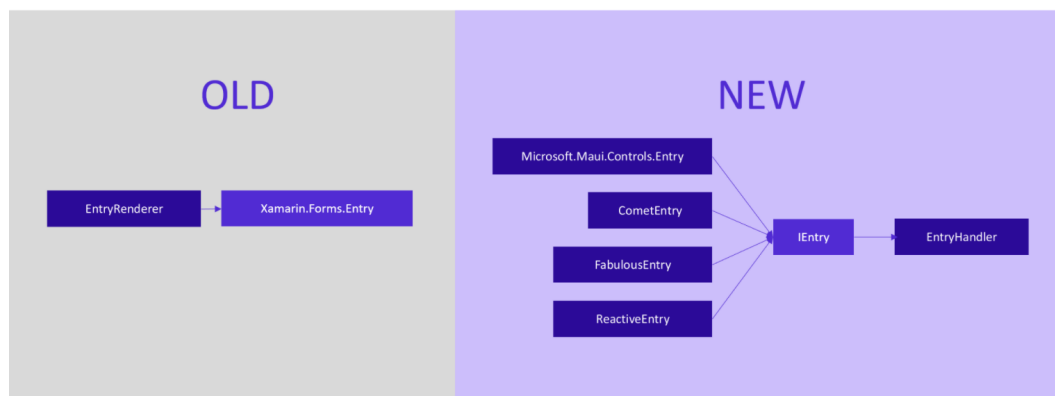 OLD
EntryRenderer
Xamarin.Forms.Entry
NEW
Microsoft.Maui.Controls.Entry
CometEntry
FabulousEntry
ReactiveEntry
IEntry
EntryHandler